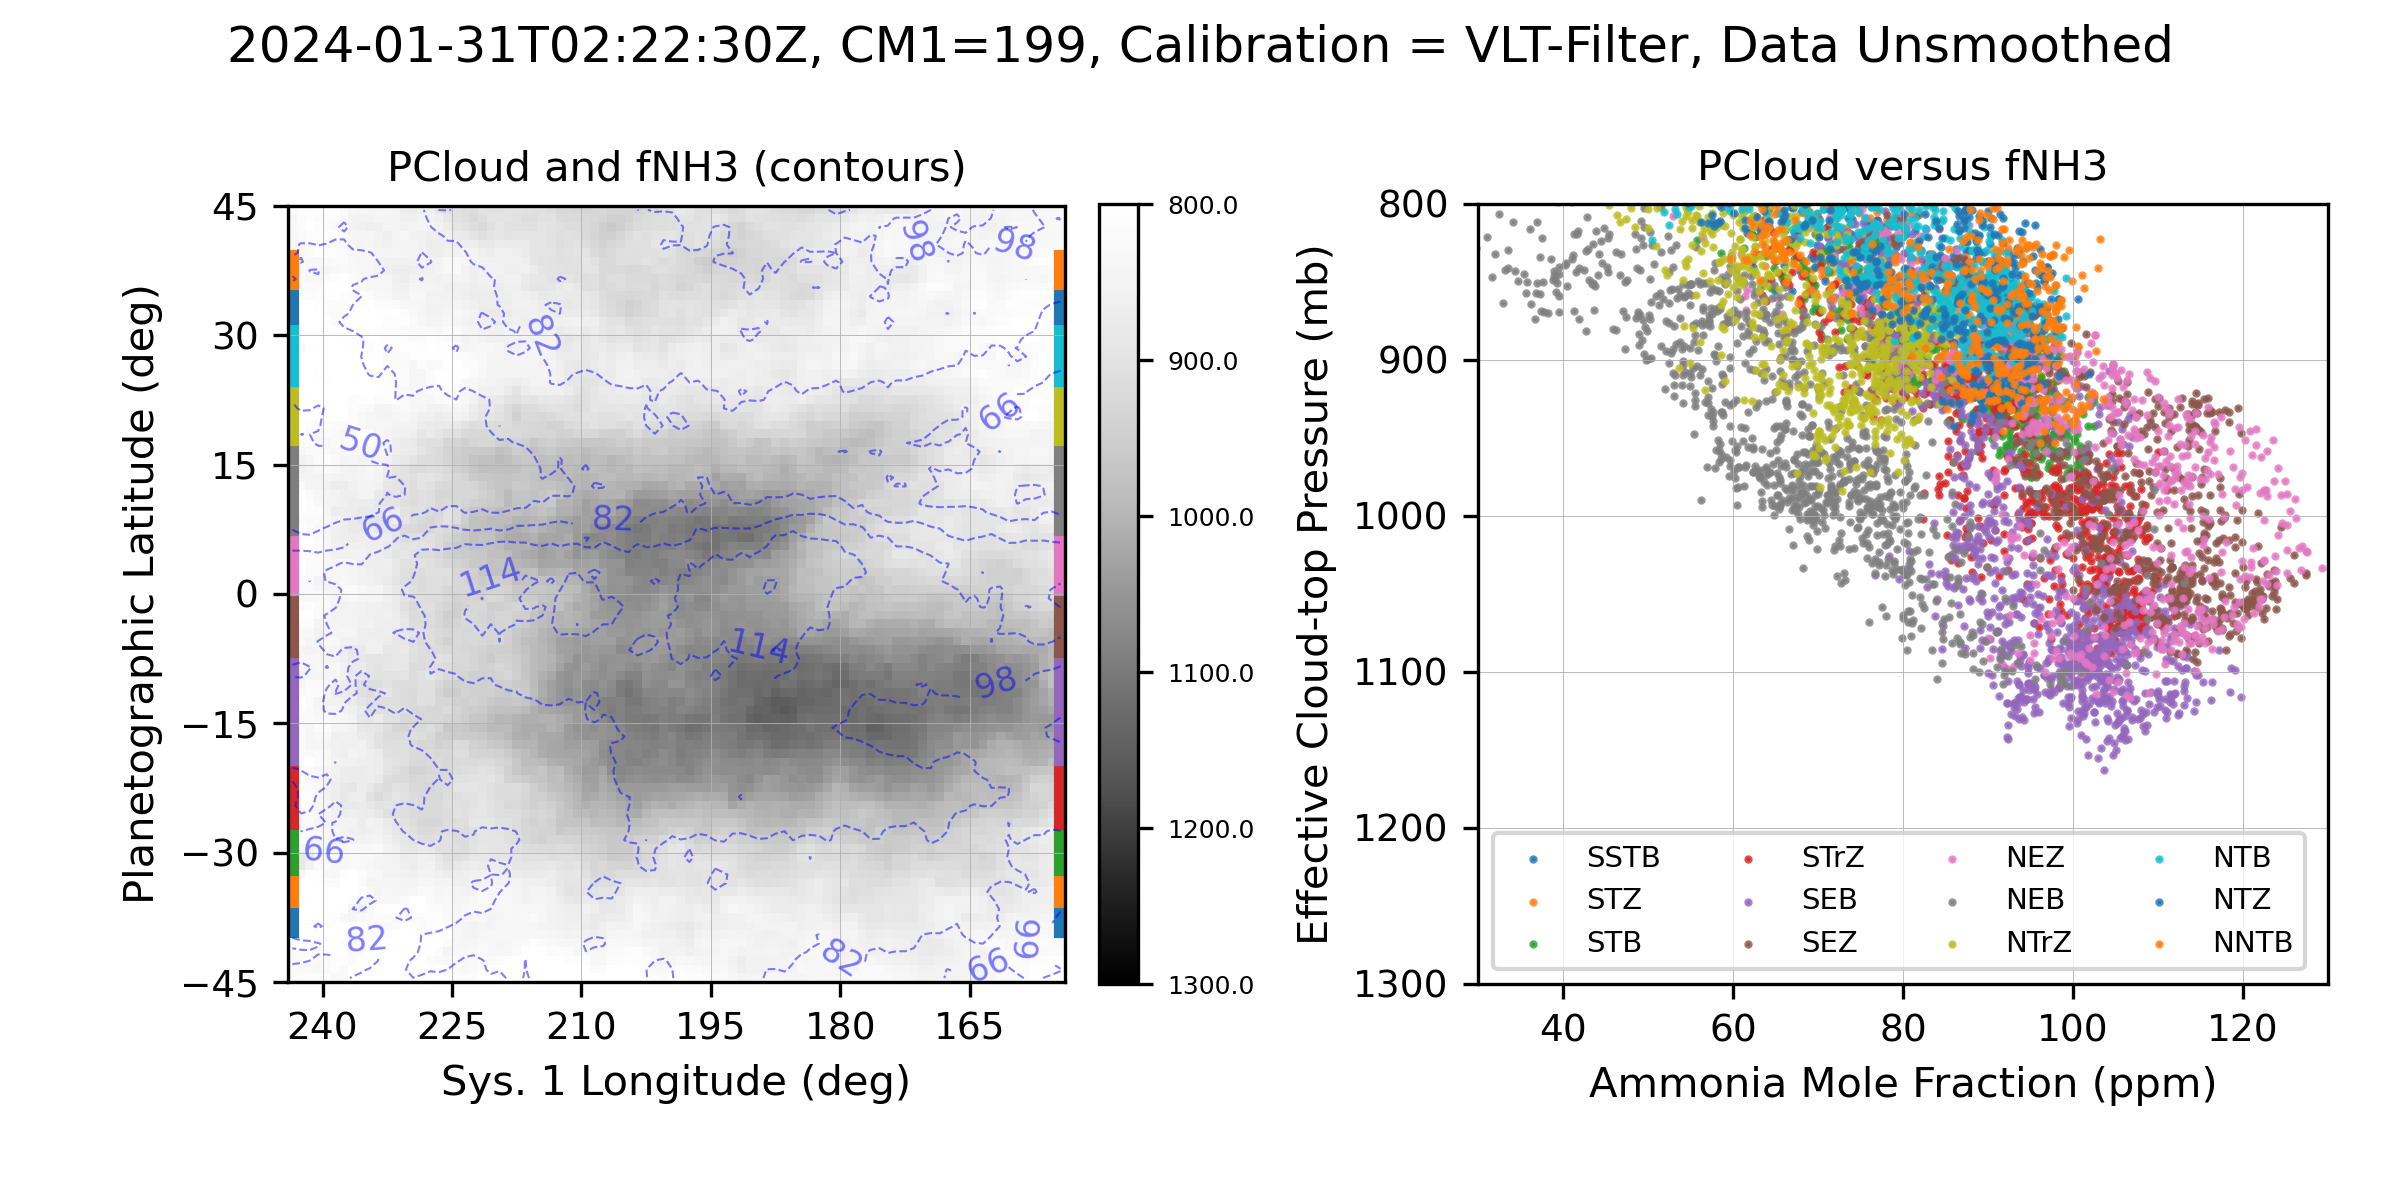 2024-01-31T02:22:30Z, CM1=199, Calibration = VLT-Filter, Data Unsmoothed
PCloud and fNH3 (contours)
45
30
15
0
−15
−30
−45
Planetographic Latitude (deg)
240
225
210
195
180
165
Sys. 1 Longitude (deg)
98
98
82
66
50
66
82
114
114
98
66
82
82
66
66
800.0
900.0
1000.0
1100.0
1200.0
1300.0
PCloud versus fNH3
800
900
1000
1100
1200
1300
Effective Cloud-top Pressure (mb)
40
60
80
100
120
Ammonia Mole Fraction (ppm)
SSTB
STZ
STB
STrZ
SEB
SEZ
NEZ
NEB
NTrZ
NTB
NTZ
NNTB